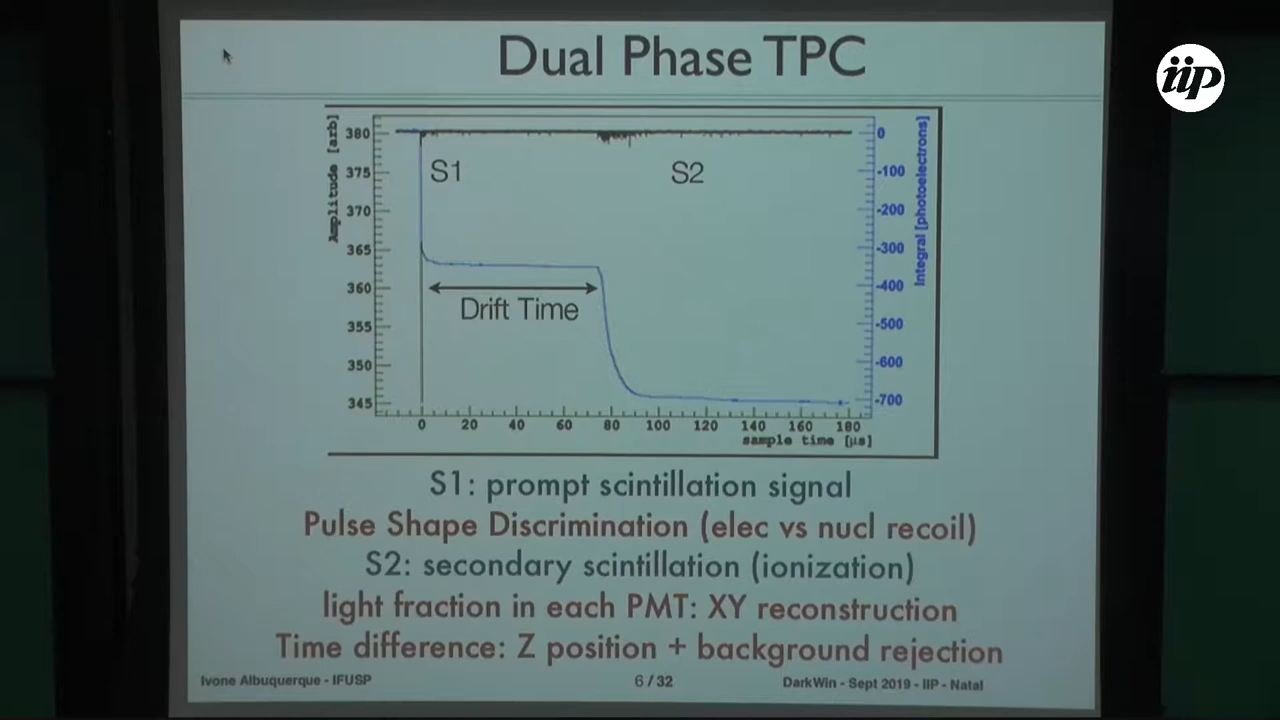 Dual Phase TPC
iip
Amplitude [arb]
380
375
370
365
360
355
350
345
S1
S2
Drift Time
0
-100
-200
-300
-400
-500
-600
-700
Integral [photoelectrons]
0 20 40 60 80 100 120 140 160 180
sample time [µs]
S1: prompt scintillation signal
Pulse Shape Discrimination (elec vs nucl recoil)
S2: secondary scintillation (ionization)
light fraction in each PMT: XY reconstruction
Time difference: Z position + background rejection
Ivone Albuquerque - IFUSP
6 / 32
DarkWin - Sept 2019 - IIP - Natal